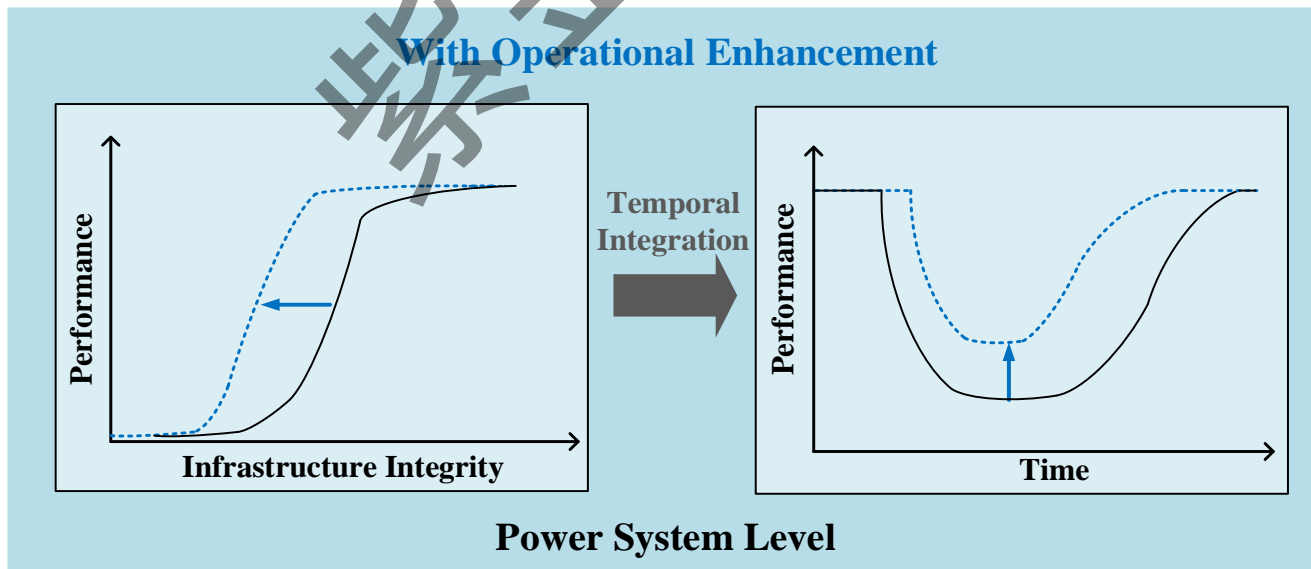 With Operational Enhancement
Performance
Infrastructure Integrity
Temporal
Integration
Performance
Time
Power System Level